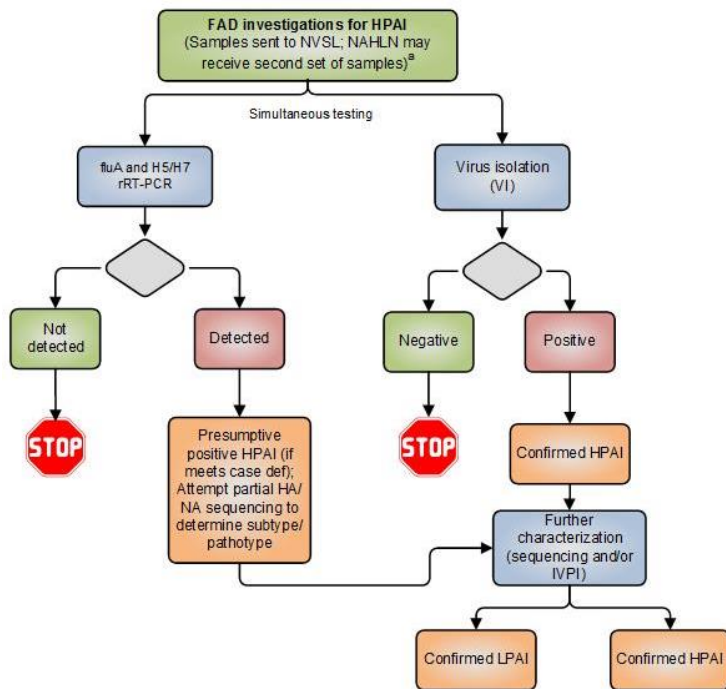 FAD investigations for HPAI
(Samples sent to NVSL; NAHLN may
receive second set of samples)a
Simultaneous testing
fluA and H5/H7
rRT-PCR
Virus isolation
(VI)
Not
detected
Detected
Negative
Positive
STOP
Presumptive
positive HPAI (if
meets case def);
Attempt partial HA/
NA sequencing to
determine subtype/
pathotype
STOP
Confirmed HPAI
Further
characterization
(sequencing and/or
IVPI)
Confirmed LPAI
Confirmed HPAI